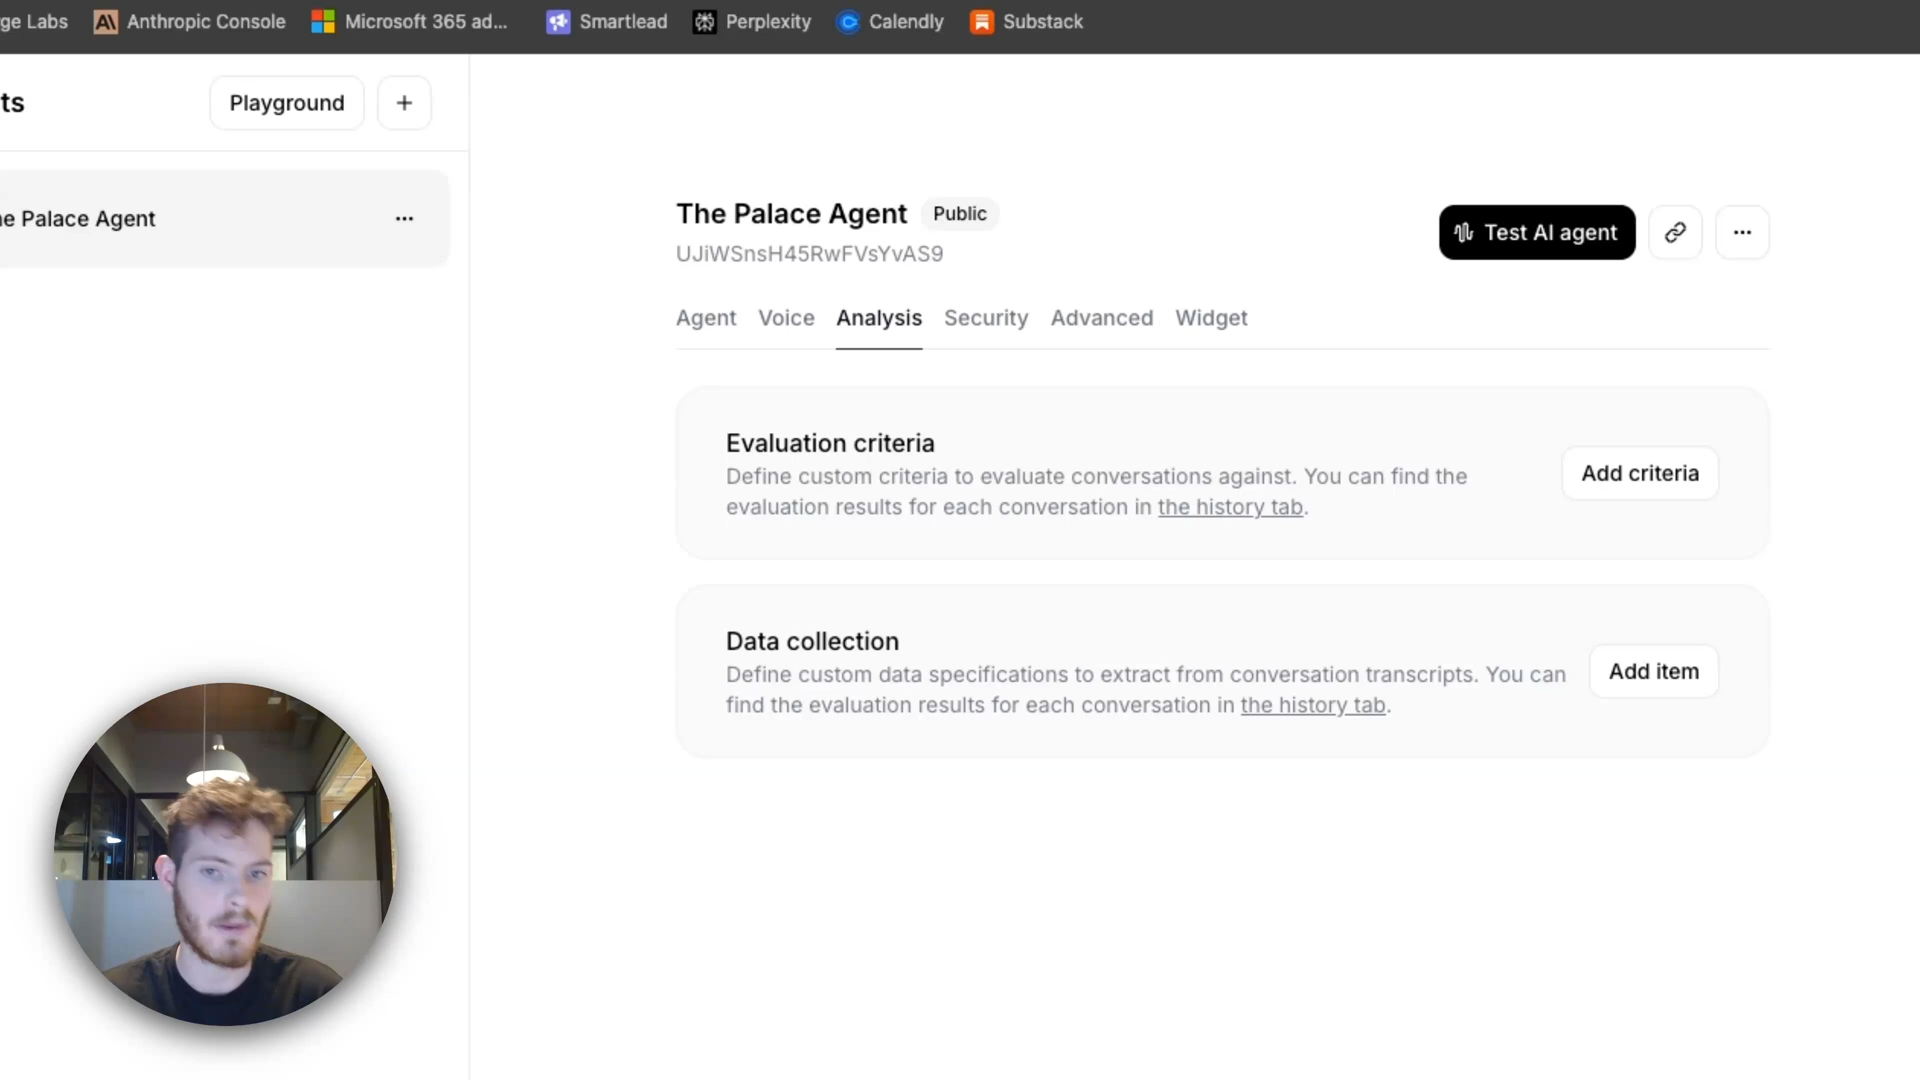 ge Labs
Anthropic Console
Microsoft 365 ad...
Smartlead
Perplexity
Calendly
Substack
ts
Playground
+
e Palace Agent
...
The Palace Agent
Public
UJiWSnsH45RwFVsYvAS9
Test AI agent
...
Agent
Voice
Analysis
Security
Advanced
Widget
Evaluation criteria
Define custom criteria to evaluate conversations against. You can find the
evaluation results for each conversation in the history tab.
Add criteria
Data collection
Define custom data specifications to extract from conversation transcripts. You can
find the evaluation results for each conversation in the history tab.
Add item